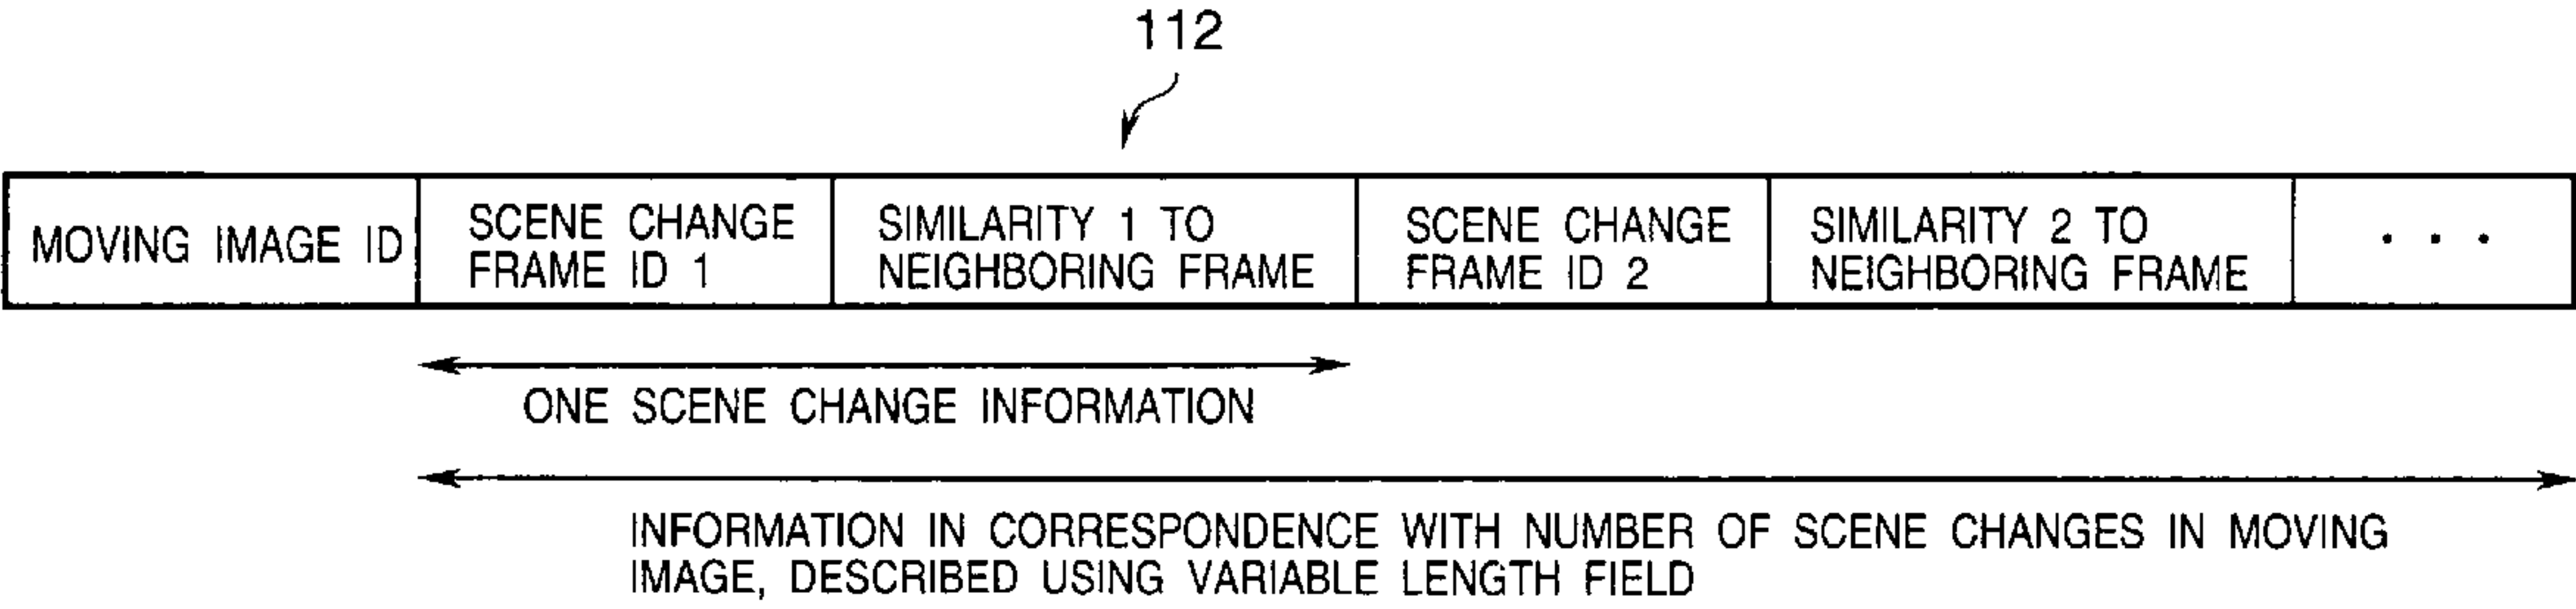 112
MOVING IMAGE ID
SCENE CHANGE
FRAME ID 1
SIMILARITY 1 TO
NEIGHBORING FRAME
SCENE CHANGE
FRAME ID 2
SIMILARITY 2 TO
NEIGHBORING FRAME
. . .
ONE SCENE CHANGE INFORMATION
INFORMATION IN CORRESPONDENCE WITH NUMBER OF SCENE CHANGES IN MOVING
IMAGE, DESCRIBED USING VARIABLE LENGTH FIELD